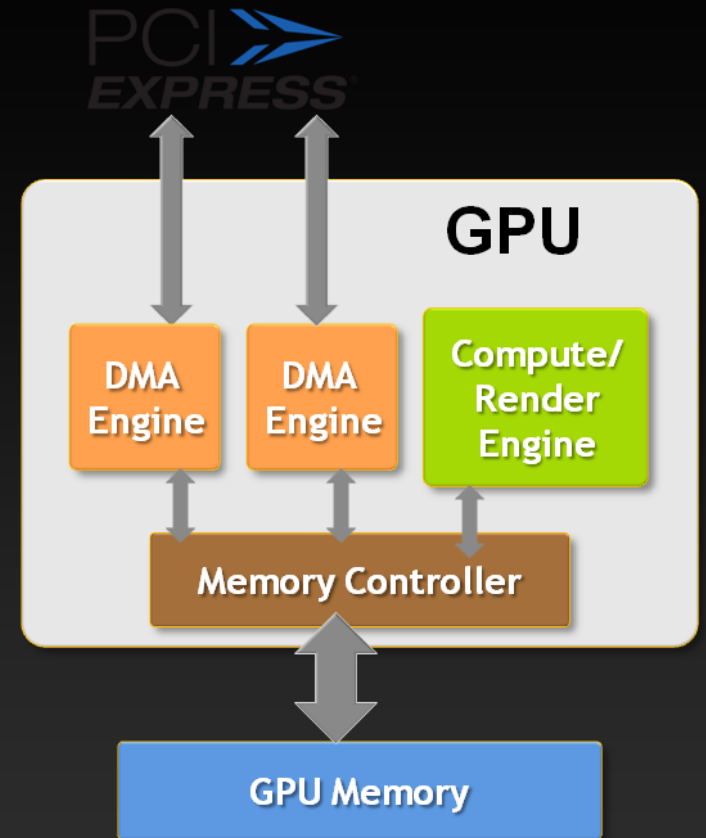 PCI
EXPRESS®
GPU
DMA
Engine
DMA
Engine
Compute/
Render
Engine
Memory Controller
GPU Memory